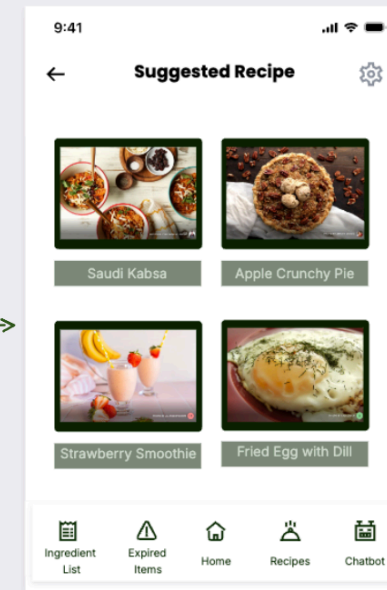 9:41
Suggested Recipe
Saudi Kabsa
Apple Crunchy Pie
Strawberry Smoothie
Fried Egg with Dill
Ingredient List
Expired Items
Home
Recipes
Chatbot